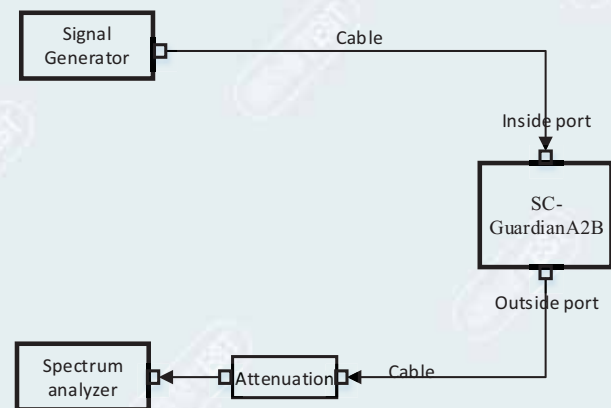 Signal
Generator
Cable
Inside port
SC-
GuardianA2B
Outside port
Spectrum
analyzer
Attenuation
Cable